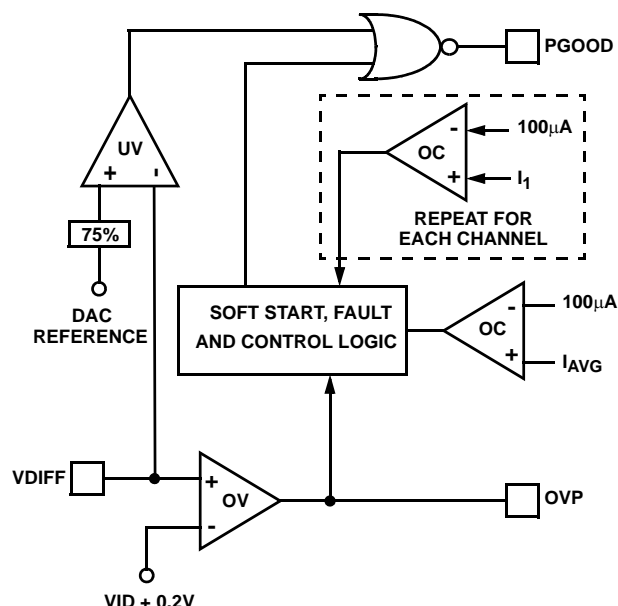 PGOOD
UV
+ -
75%
DAC
REFERENCE
- 100µA
OC
+ I1
REPEAT FOR
EACH CHANNEL
SOFT START, FAULT
AND CONTROL LOGIC
- 100µA
OC
+ IAVG
VDIFF
+
OV
-
OVP
VID + 0.2V